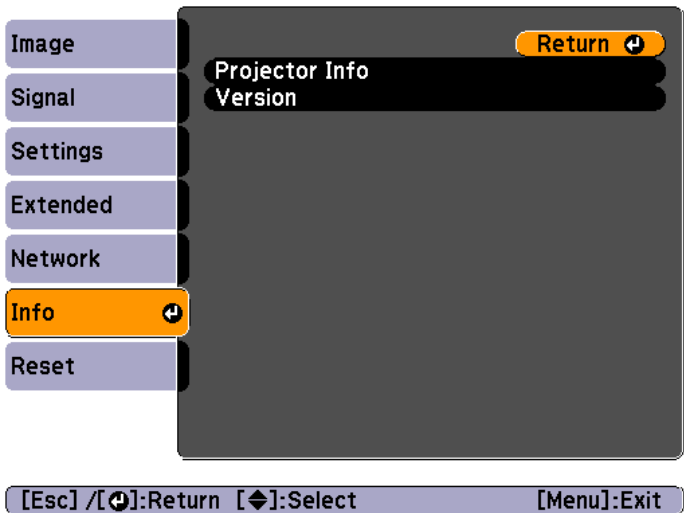 Image
Signal
Settings
Extended
Network
Info
Reset
Return
Projector Info
Version
[Esc] /[⏎]:Return [◆]:Select [Menu]:Exit